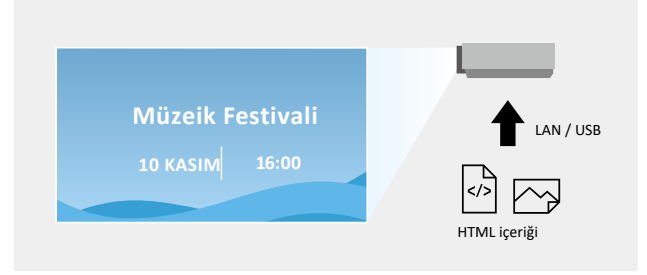 Müzeik Festivali
10 KASIM 16:00
LAN / USB
</>
HTML içeriği